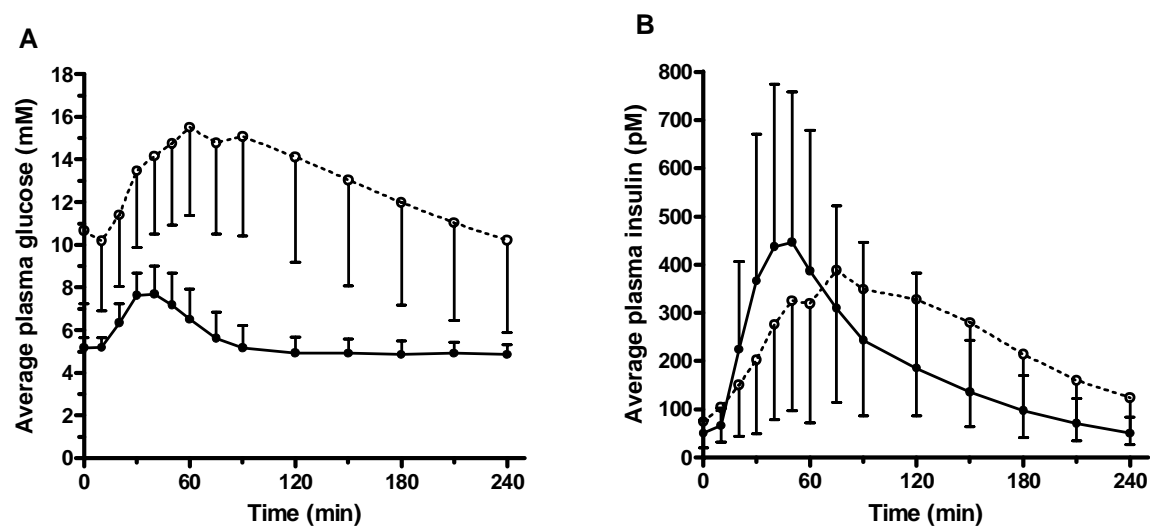 A
Average plasma glucose (mM)
18
16
14
12
10
8
6
4
2
0
0 60 120 180 240
Time (min)
B
Average plasma insulin (pM)
800
700
600
500
400
300
200
100
0
0 60 120 180 240
Time (min)